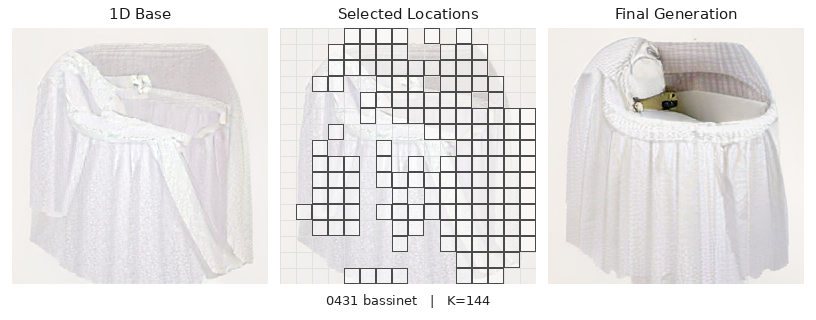 1D Base
Selected Locations
Final Generation
0431 bassinet | K=144